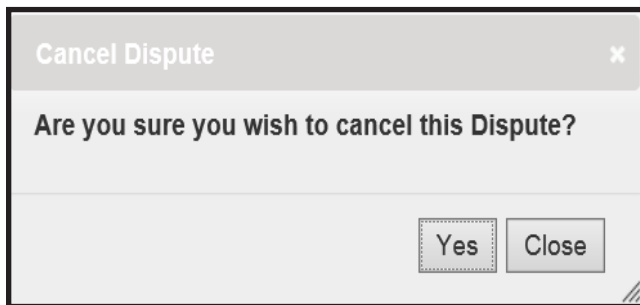 Cancel Dispute ×
Are you sure you wish to cancel this Dispute?
Yes Close